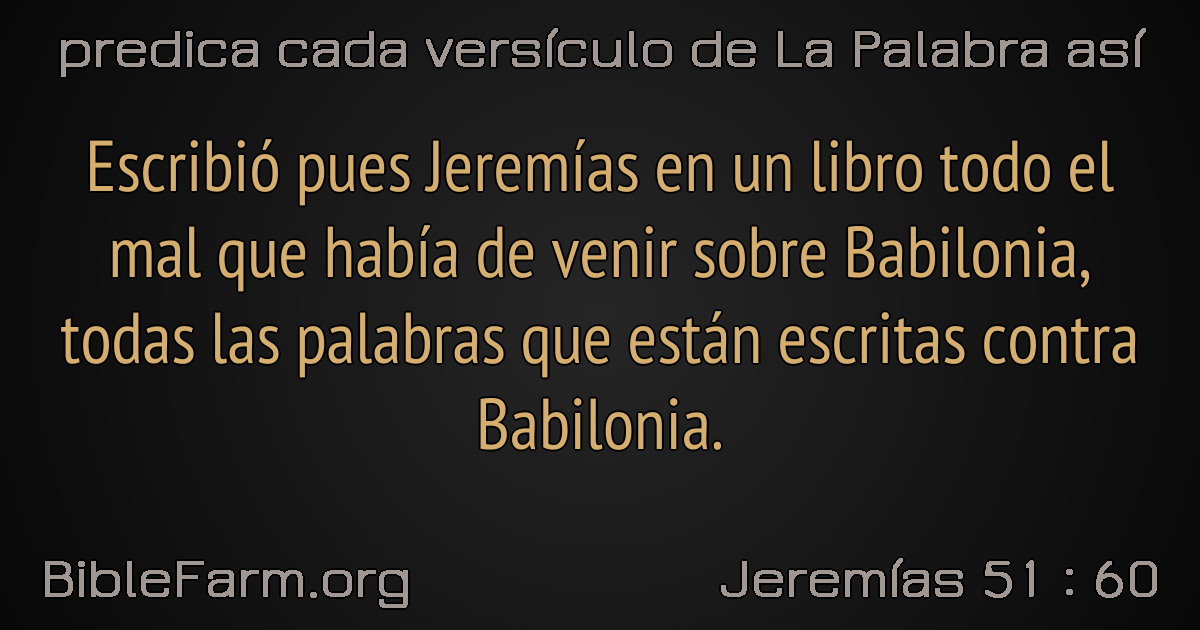 predica cada versículo de La Palabra así
Escribió pues Jeremías en un libro todo el
mal que había de venir sobre Babilonia,
todas las palabras que están escritas contra
Babilonia.
BibleFarm.org
Jeremías 51 : 60